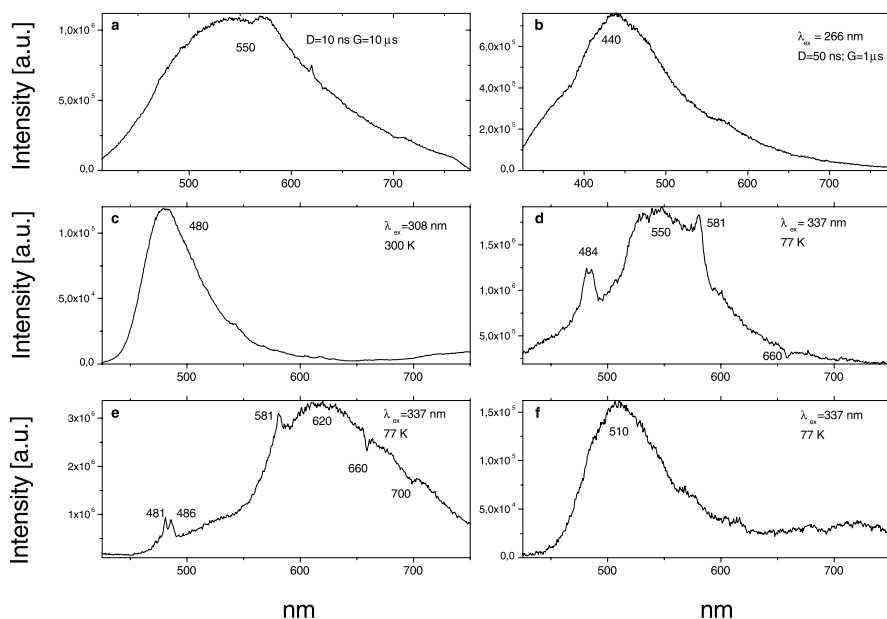 Intensity [a.u.]
1,0x10⁶
5,0x10⁵
0,0
a
550
D=10 ns G=10 μs
500
600
700
b
440
λex = 266 nm
D=50 ns; G=1μs
6,0x10⁵
4,0x10⁵
2,0x10⁵
0,0
400
500
600
700
Intensity [a.u.]
1,0x10⁵
5,0x10⁴
0,0
c
480
λex=308 nm
300 K
500
600
700
d
484
550
581
660
λex=337 nm
77 K
1,5x10⁶
1,0x10⁶
5,0x10⁵
500
600
700
Intensity [a.u.]
3x10⁶
2x10⁶
1x10⁶
e
481
486
581
620
660
700
λex=337 nm
77 K
500
600
700
nm
f
510
λex=337 nm
77 K
1,5x10⁵
1,0x10⁵
5,0x10⁴
0,0
500
600
700
nm